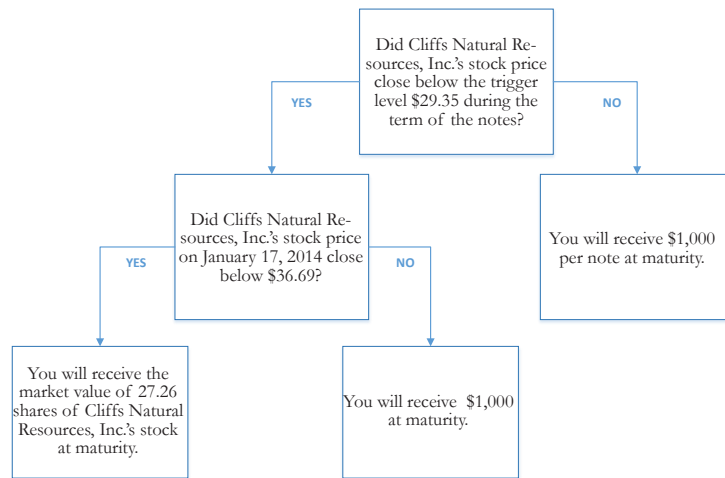 Did Cliffs Natural Re-
sources, Inc.'s stock price
close below the trigger
level $29.35 during the
term of the notes?
YES
NO
Did Cliffs Natural Re-
sources, Inc.'s stock price
on January 17, 2014 close
below $36.69?
You will receive $1,000
per note at maturity.
YES
NO
You will receive the
market value of 27.26
shares of Cliffs Natural
Resources, Inc.'s stock
at maturity.
You will receive $1,000
at maturity.